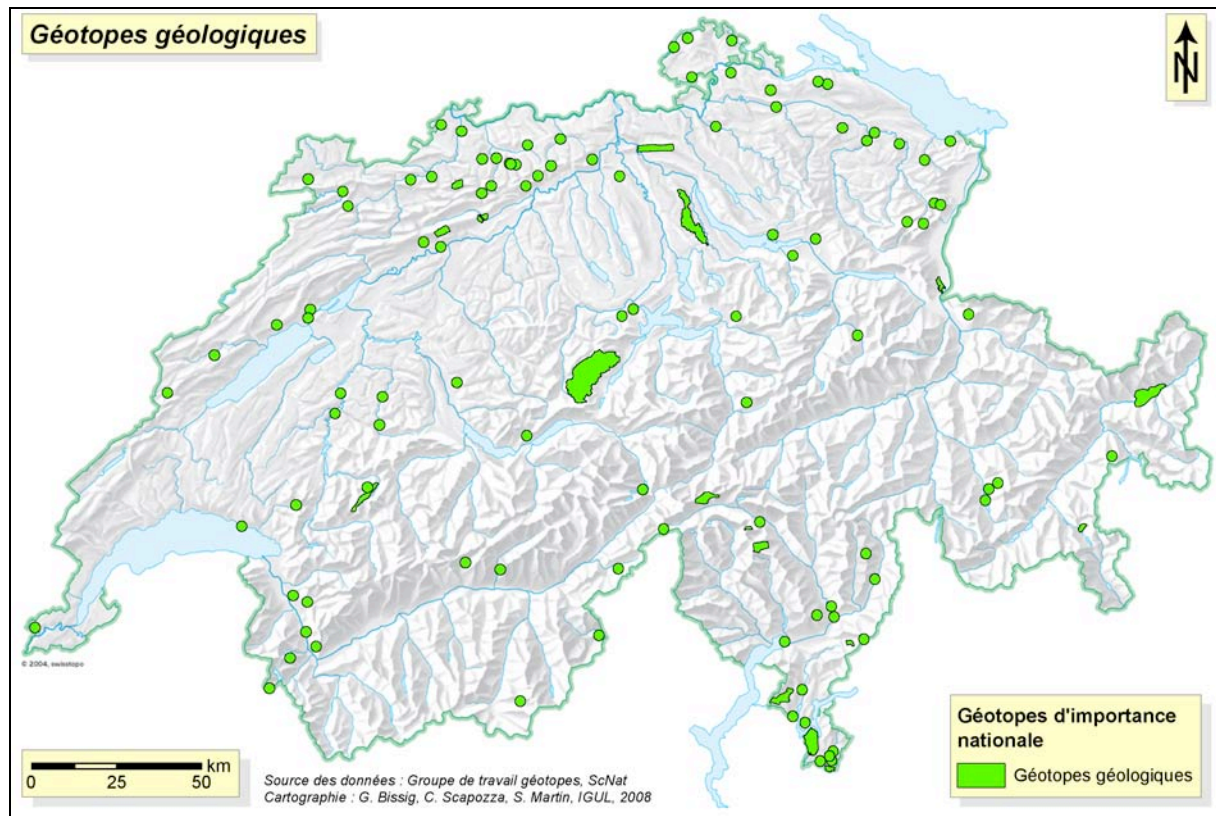 Géotopes géologiques
N
© 2004, swisstopo
km
0 25 50
Source des données : Groupe de travail géotopes, ScNat
Cartographie : G. Bissig, C. Scapozza, S. Martin, IGUL, 2008
Géotopes d'importance
nationale
Géotopes géologiques